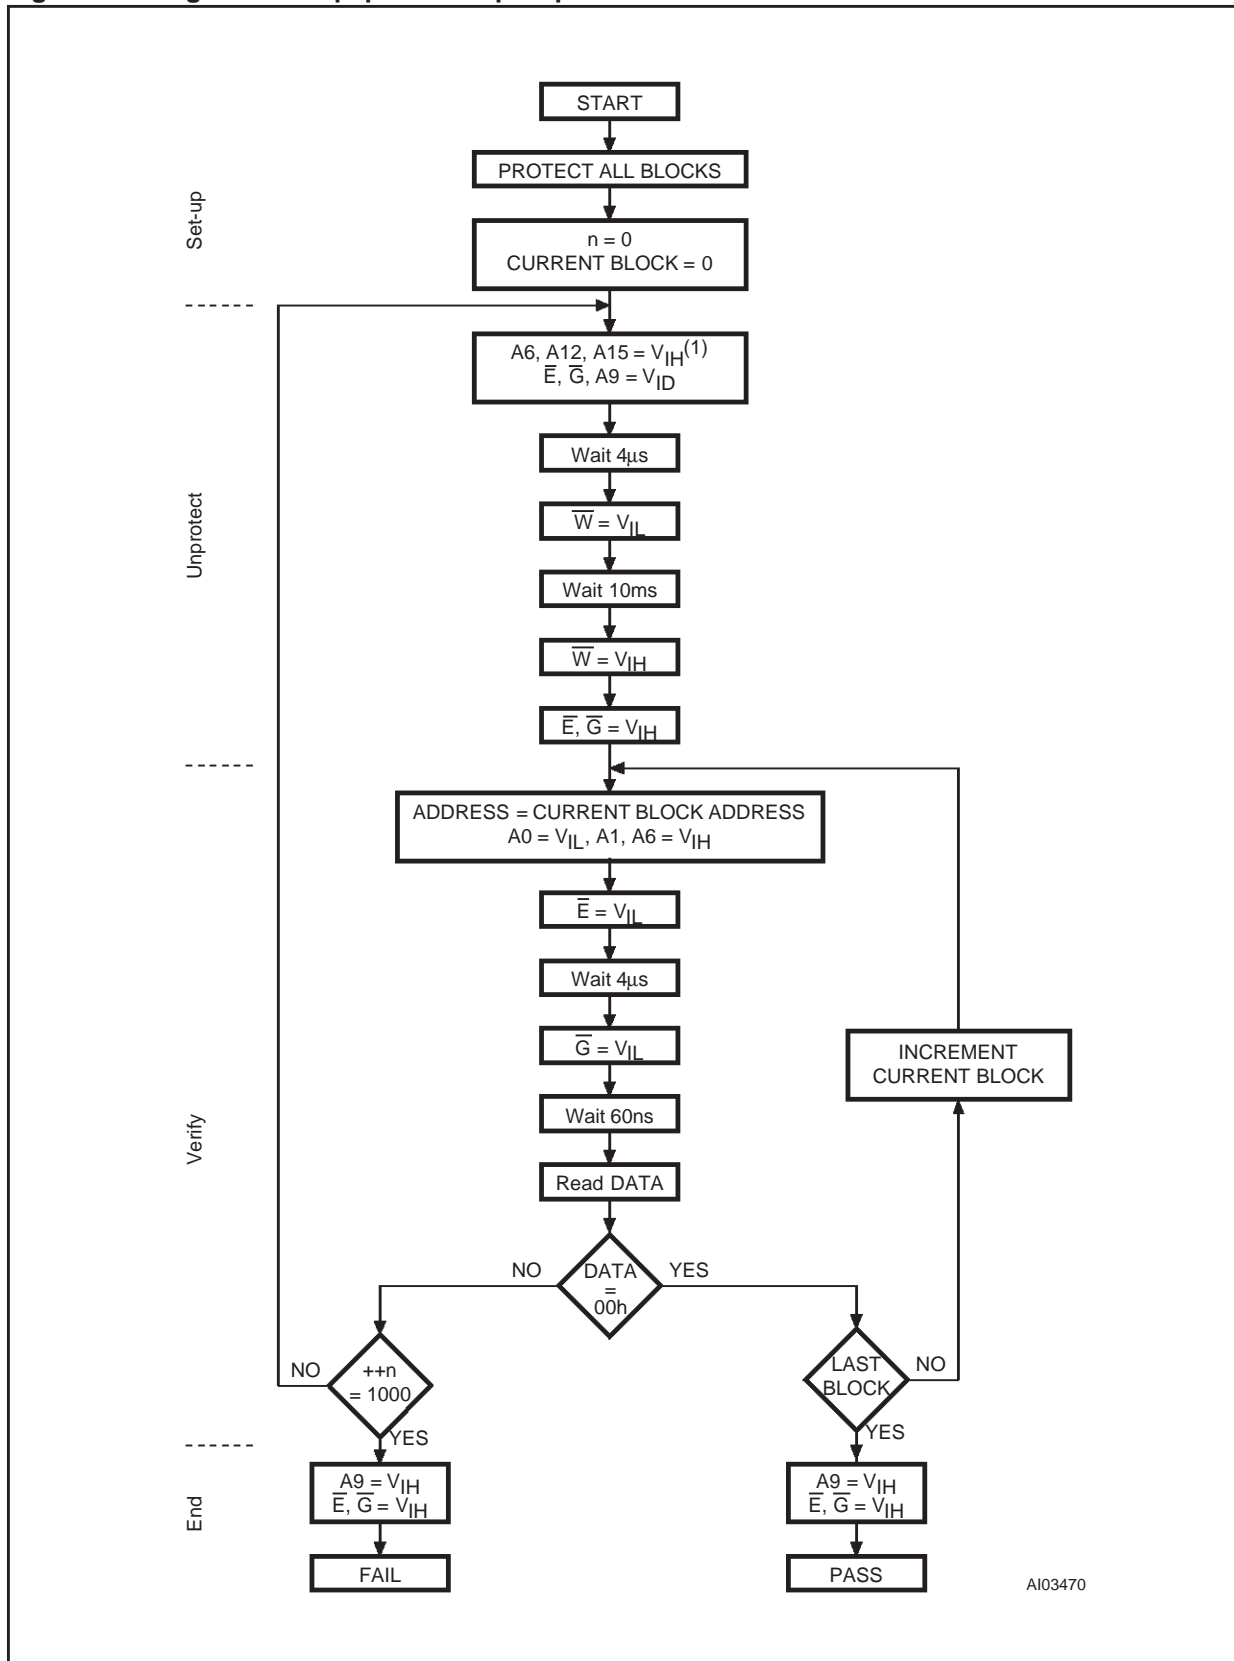 START
PROTECT ALL BLOCKS
Set-up
n = 0
CURRENT BLOCK = 0
A6, A12, A15 = VIH(1)
E̅, G̅, A9 = VID
Wait 4µs
W̅ = VIL
Unprotect
Wait 10ms
W̅ = VIH
E̅, G̅ = VIH
ADDRESS = CURRENT BLOCK ADDRESS
A0 = VIL, A1, A6 = VIH
E̅ = VIL
Wait 4µs
G̅ = VIL
INCREMENT
CURRENT BLOCK
Wait 60ns
Verify
Read DATA
DATA
=
00h
NO
YES
++n
= 1000
NO
YES
LAST
BLOCK
NO
YES
End
A9 = VIH
E̅, G̅ = VIH
A9 = VIH
E̅, G̅ = VIH
FAIL
PASS
AI03470